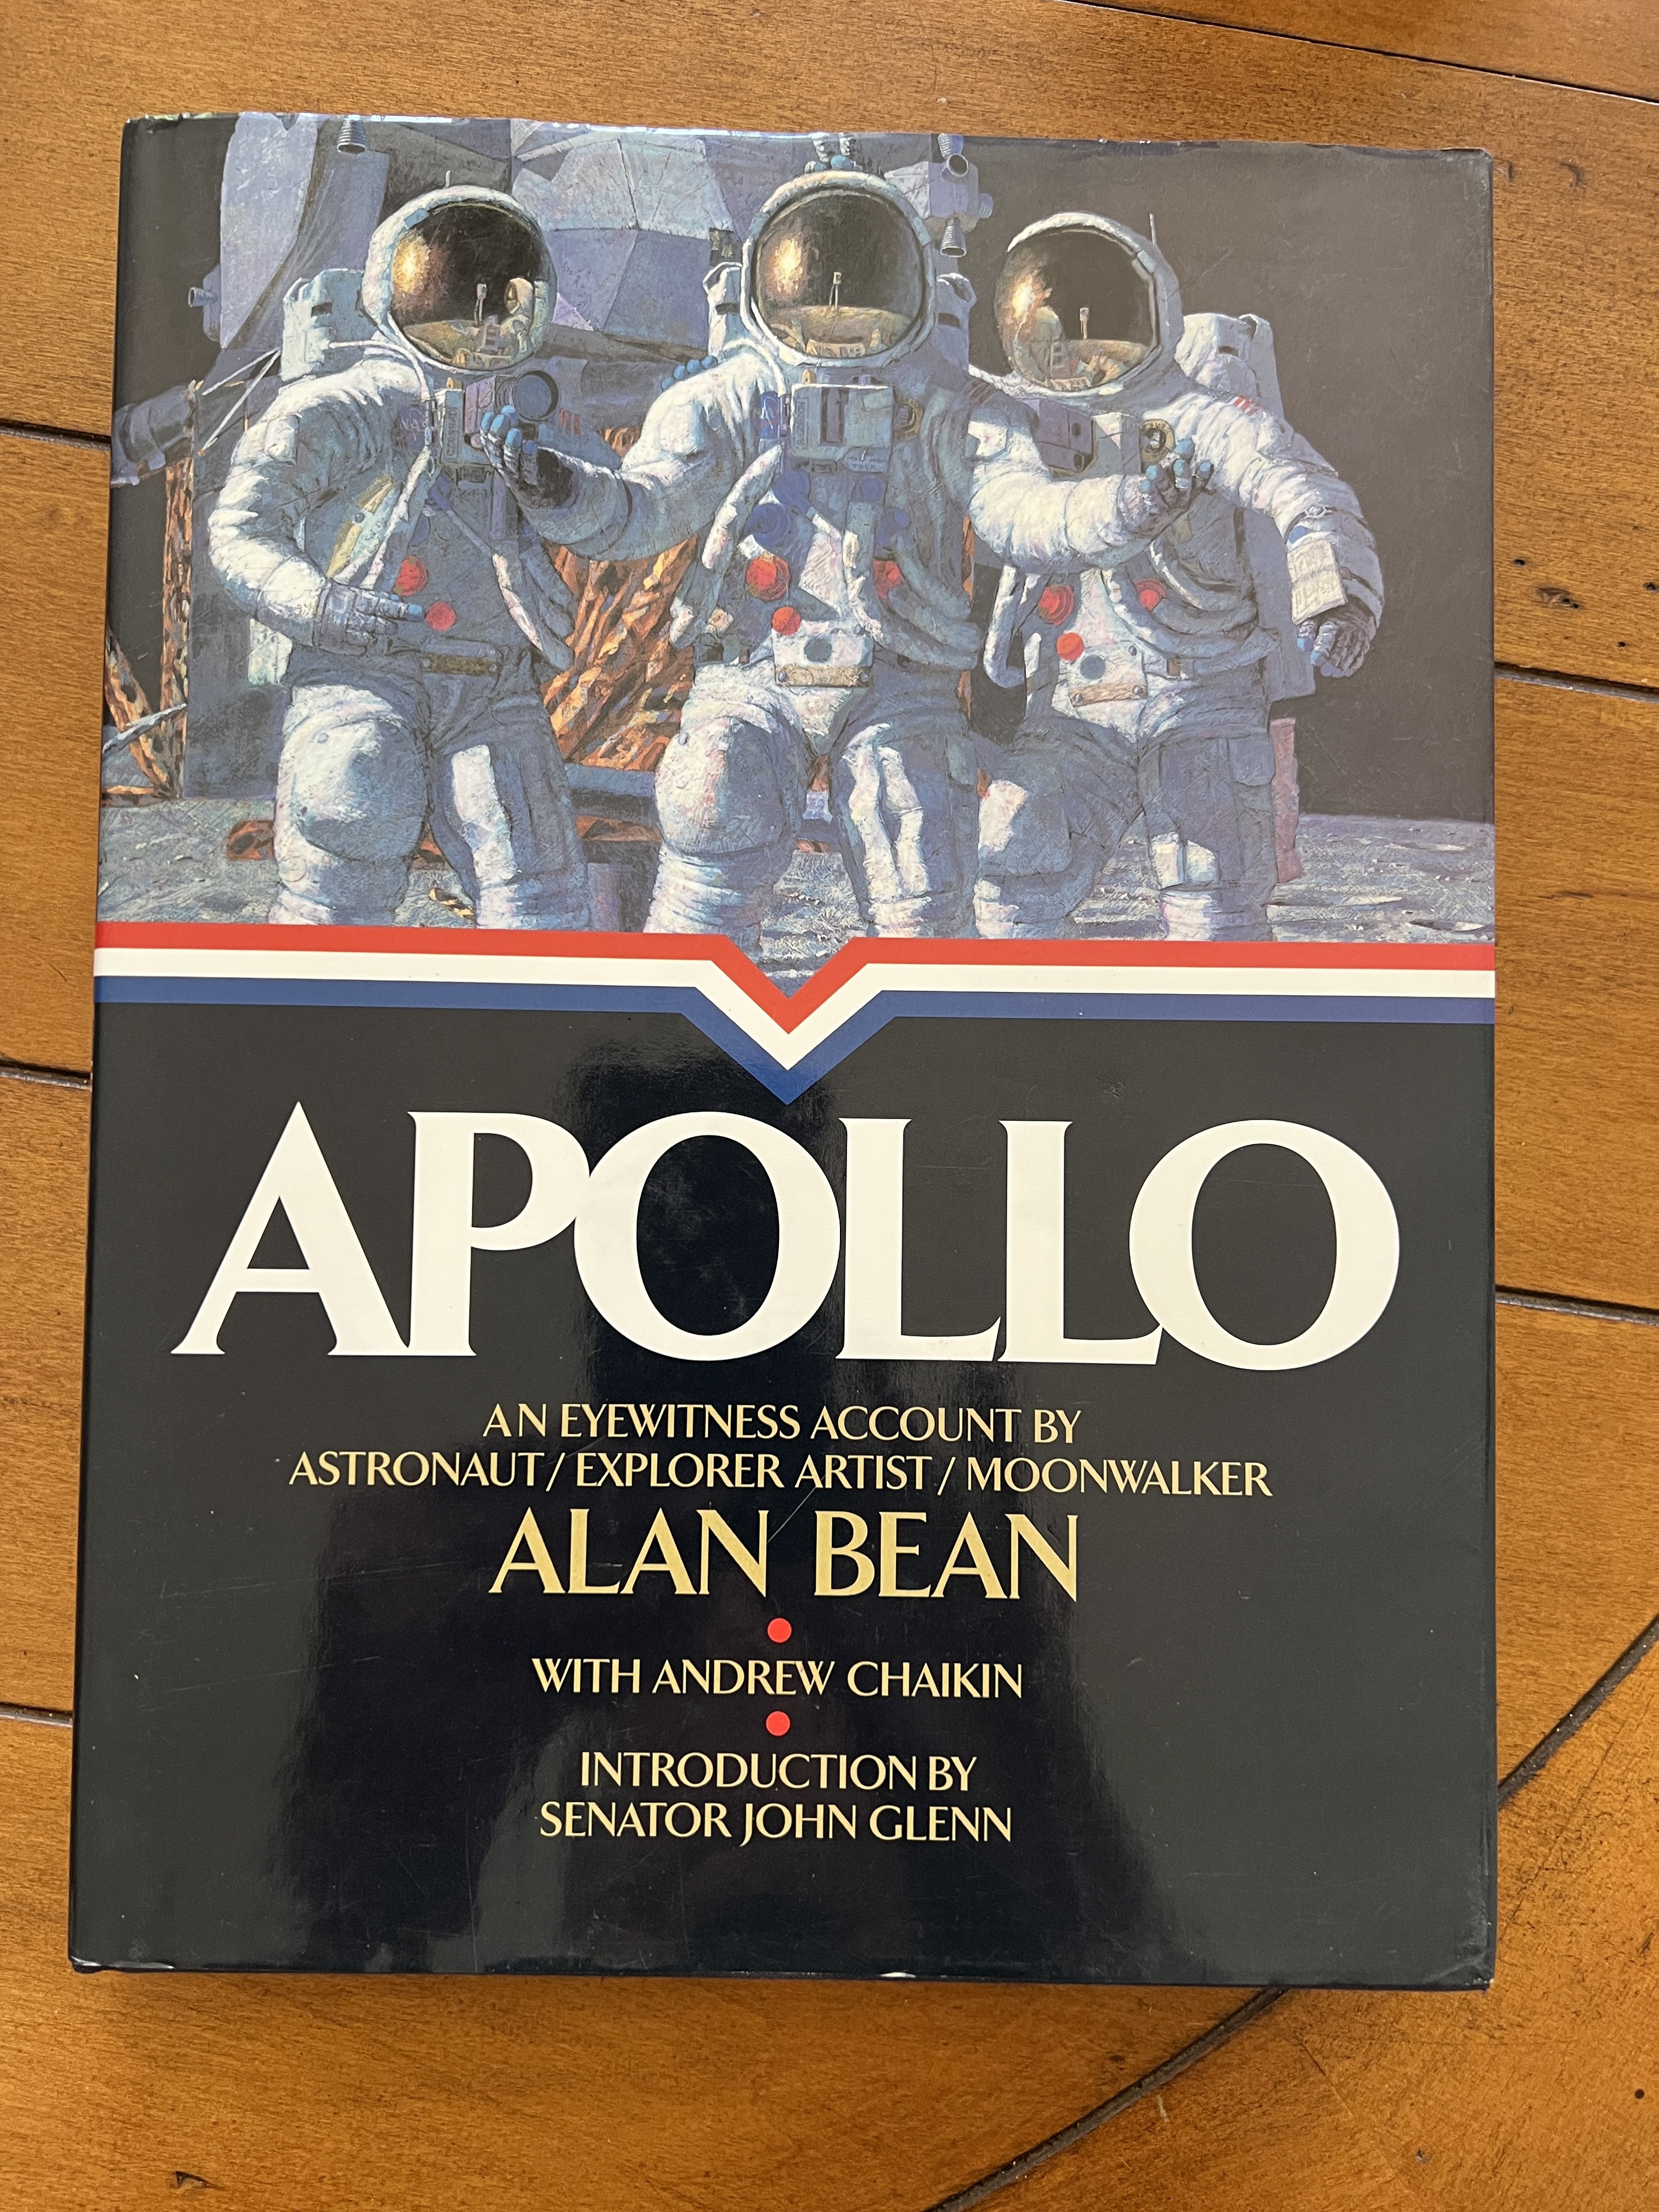 APOLLO
AN EYEWITNESS ACCOUNT BY
ASTRONAUT / EXPLORER ARTIST / MOONWALKER
ALAN BEAN
WITH ANDREW CHAIKIN
INTRODUCTION BY
SENATOR JOHN GLENN